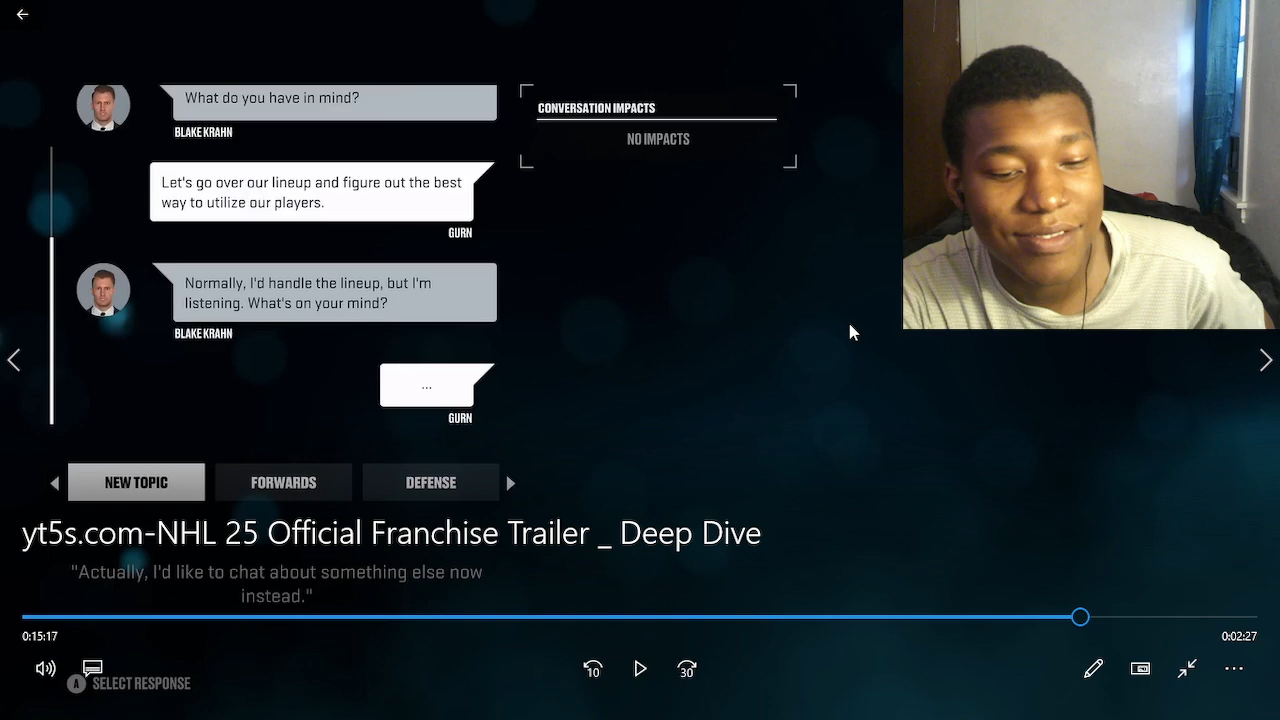 What do you have in mind?
BLAKE KRAHN
CONVERSATION IMPACTS
NO IMPACTS
Let's go over our lineup and figure out the best
way to utilize our players.
GURN
Normally, I'd handle the lineup, but I'm
listening. What's on your mind?
BLAKE KRAHN
...
GURN
NEW TOPIC
FORWARDS
DEFENSE
yt5s.com-NHL 25 Official Franchise Trailer _ Deep Dive
"Actually, I'd like to chat about something else now
instead."
0:15:17
0:02:27
10
30
A SELECT RESPONSE